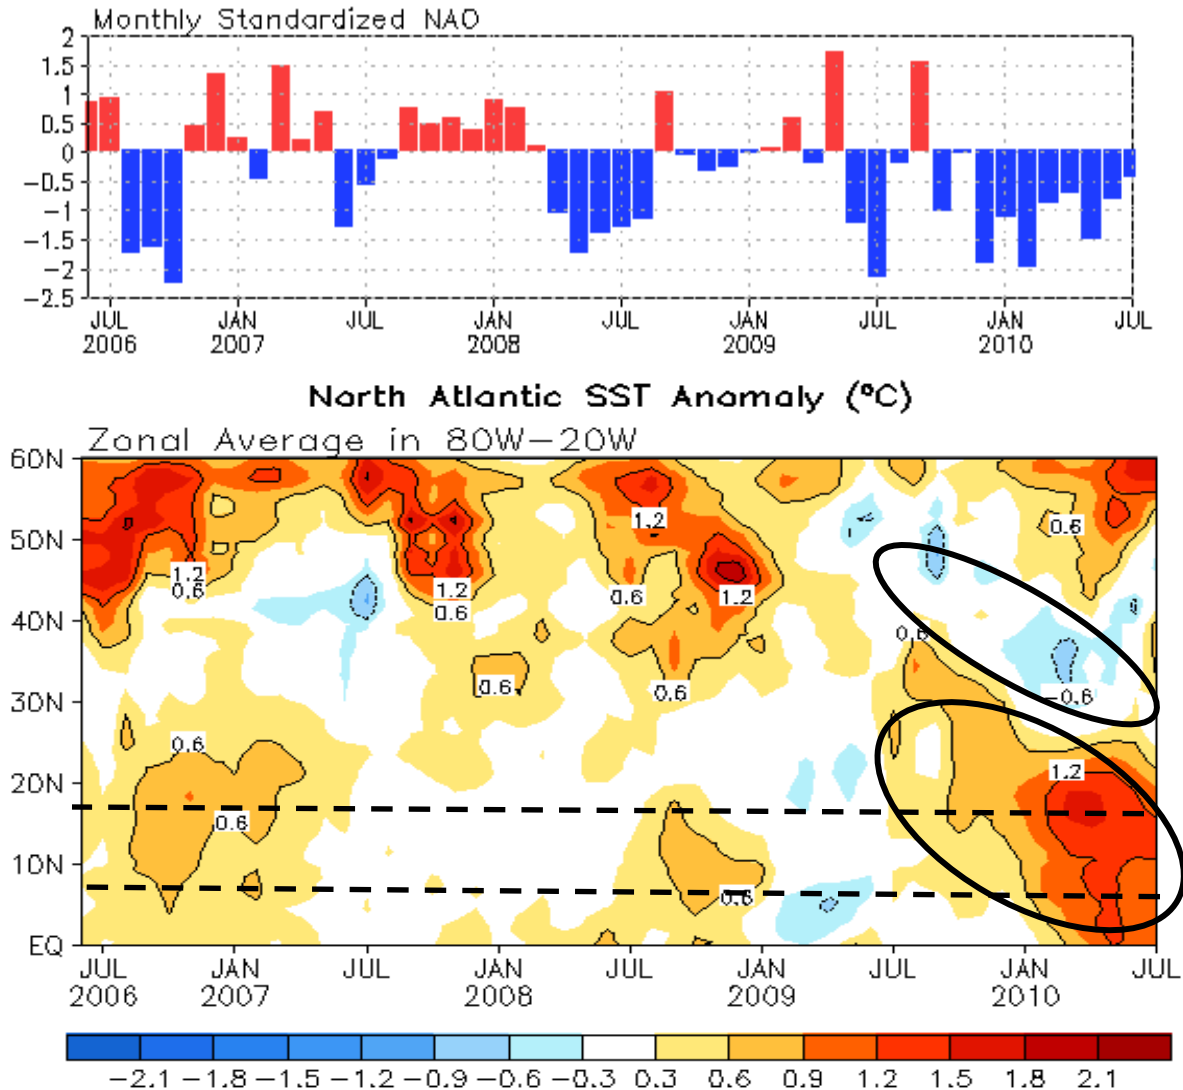 Monthly Standardized NAO
2
1.5
1
0.5
0
-0.5
-1
-1.5
-2
-2.5
JUL 2006
JAN 2007
JUL
JAN 2008
JUL
JAN 2009
JUL
JAN 2010
JUL
North Atlantic SST Anomaly (°C)
Zonal Average in 80W-20W
60N
50N
40N
30N
20N
10N
EQ
1.2
0.6
0.6
0.6
1.2
0.6
0.6
1.2
0.6
0.6
1.2
0.6
0.6
0.6
-0.6
1.2
JUL 2006
JAN 2007
JUL
JAN 2008
JUL
JAN 2009
JUL
JAN 2010
JUL
-2.1 -1.8 -1.5 -1.2 -0.9 -0.6 -0.3 0.3 0.6 0.9 1.2 1.5 1.8 2.1